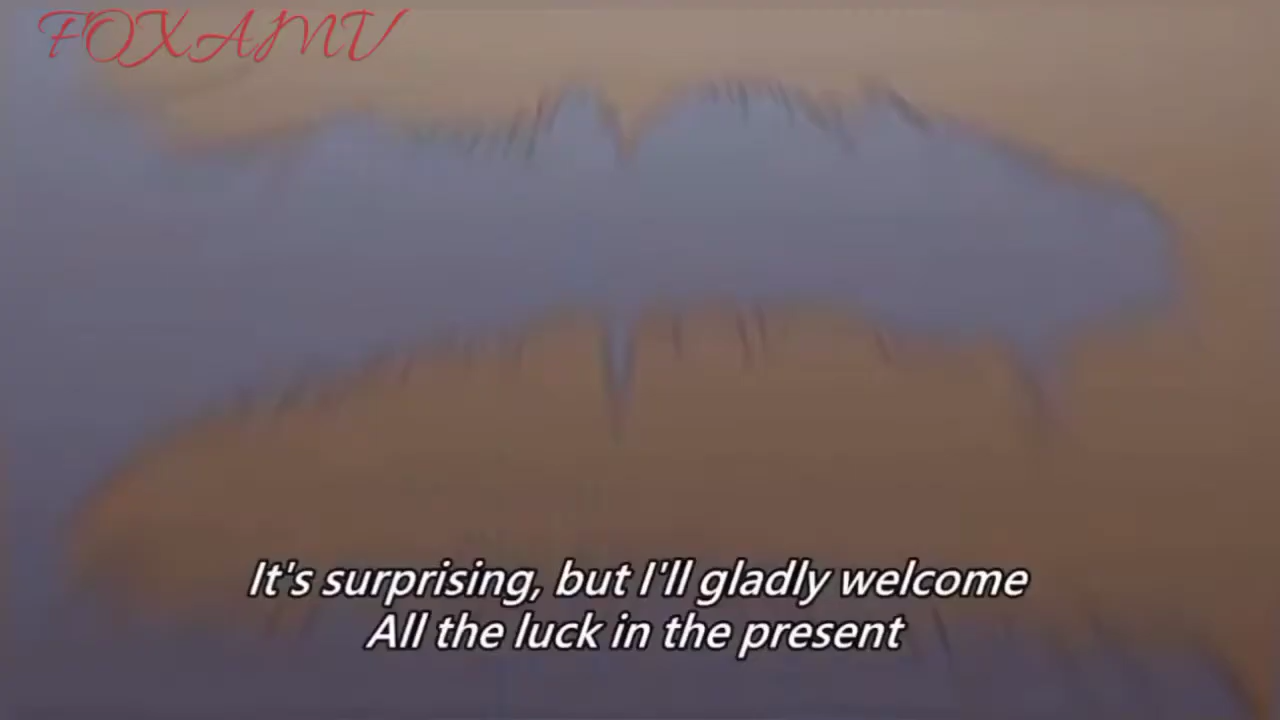 FOXAMV
It's surprising, but I'll gladly welcome
All the luck in the present